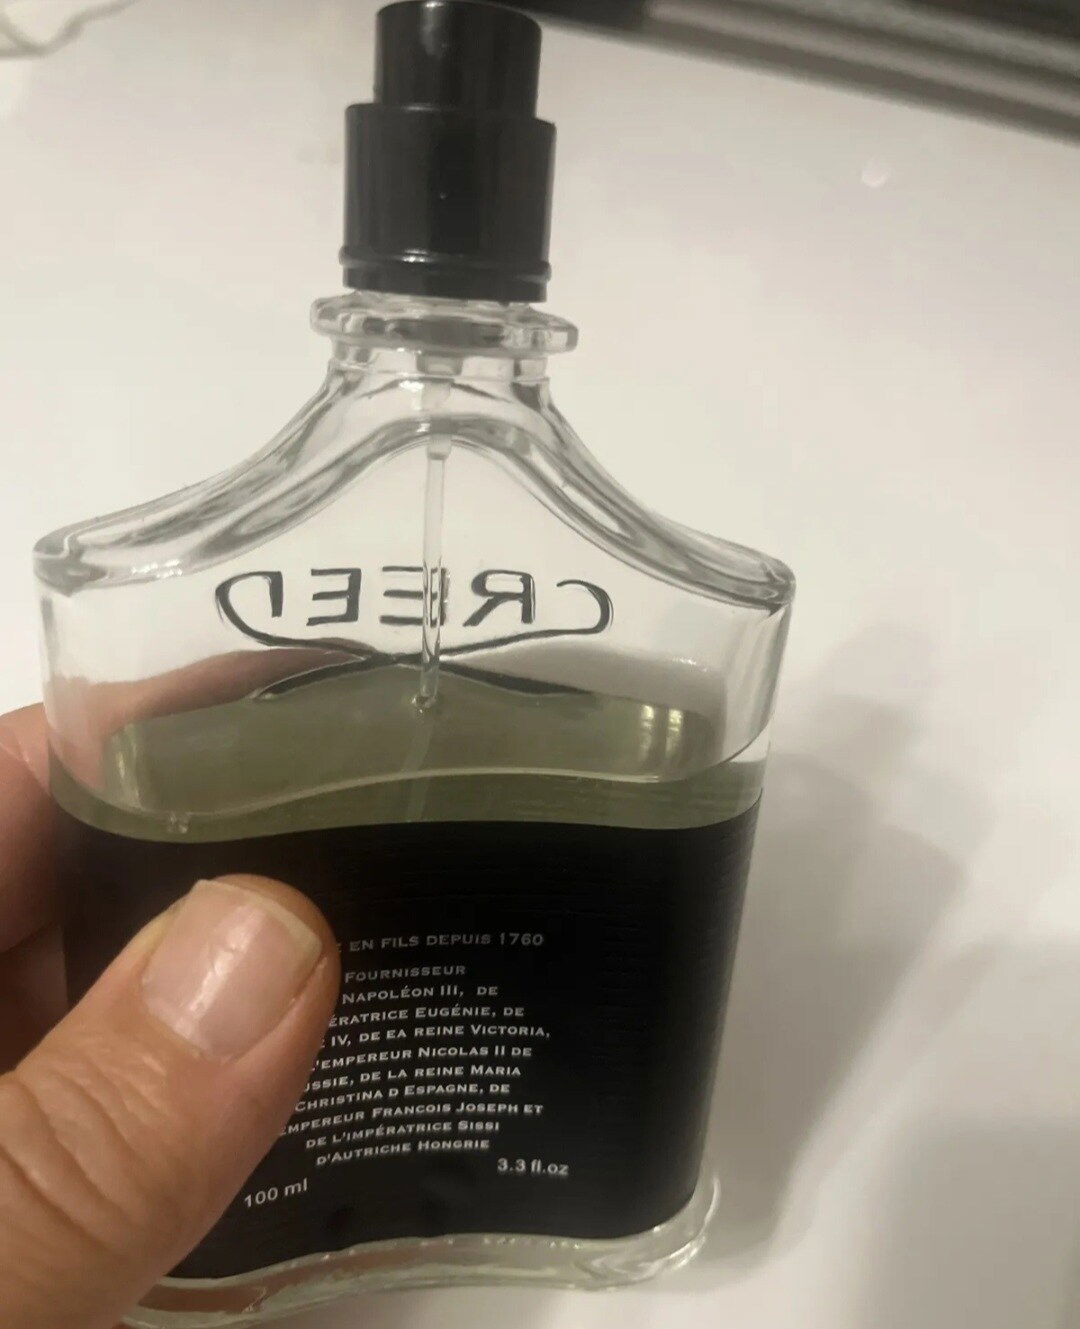 CREED
E EN FILS DEPUIS 1760
FOURNISSEUR
NAPOLÉON III, DE
ÉRATRICE EUGÉNIE, DE
IV, DE EA REINE VICTORIA,
L'EMPEREUR NICOLAS II DE
USSIE, DE LA REINE MARIA
CHRISTINA D ESPAGNE, DE
EMPEREUR FRANCOIS JOSEPH ET
DE L'IMPÉRATRICE SISSI
D'AUTRICHE HONGRIE
3.3 fl.oz
100 ml